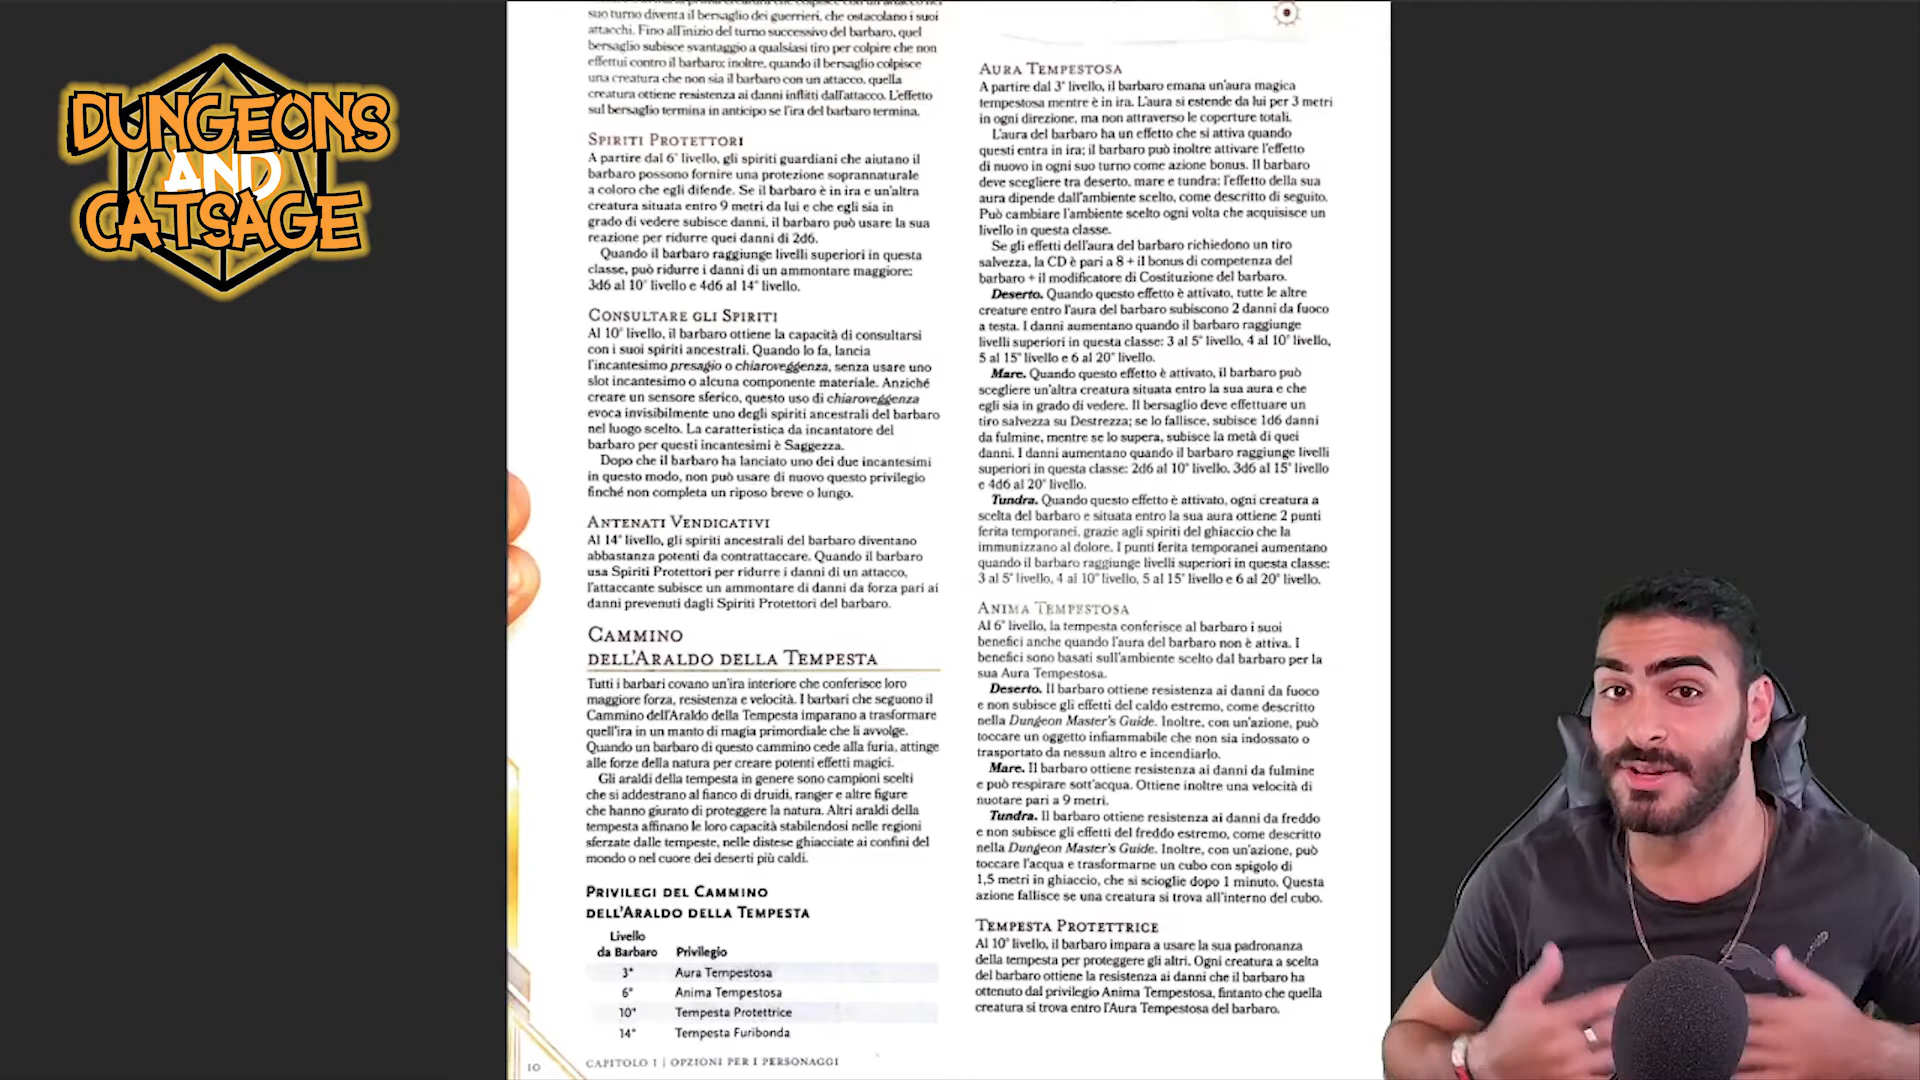 DUNGEONS
AND
CATSAGE
suo turno diventa il bersaglio dei guerrieri, che ostacolano i suoi
attacchi. Fino all'inizio del turno successivo del barbaro, quel
bersaglio subisce svantaggio a qualsiasi tiro per colpire che non
effettui contro il barbaro; inoltre, quando il bersaglio colpisce
una creatura che non sia il barbaro con un attacco, quella
creatura ottiene resistenza ai danni inflitti dall'attacco. L'effetto
sul bersaglio termina in anticipo se l'ira del barbaro termina.
SPIRITI PROTETTORI
A partire dal 6° livello, gli spiriti guardiani che aiutano il
barbaro possono fornire una protezione soprannaturale
a coloro che egli difende. Se il barbaro è in ira e un'altra
creatura situata entro 9 metri da lui e che egli sia in
grado di vedere subisce danni, il barbaro può usare la sua
reazione per ridurre quei danni di 2d6.
Quando il barbaro raggiunge livelli superiori in questa
classe, può ridurre i danni di un ammontare maggiore:
3d6 al 10° livello e 4d6 al 14° livello.
CONSULTARE GLI SPIRITI
Al 10° livello, il barbaro ottiene la capacità di consultarsi
con i suoi spiriti ancestrali. Quando lo fa, lancia
l'incantesimo presagio o chiaroveggenza, senza usare uno
slot incantesimo o alcuna componente materiale. Anziché
creare un sensore sferico, questo uso di chiaroveggenza
evoca invisibilmente uno degli spiriti ancestrali del barbaro
nel luogo scelto. La caratteristica da incantatore del
barbaro per questi incantesimi è Saggezza.
Dopo che il barbaro ha lanciato uno dei due incantesimi
in questo modo, non può usare di nuovo questo privilegio
finché non completa un riposo breve o lungo.
ANTENATI VENDICATIVI
Al 14° livello, gli spiriti ancestrali del barbaro diventano
abbastanza potenti da contrattaccare. Quando il barbaro
usa Spiriti Protettori per ridurre i danni di un attacco,
l'attaccante subisce un ammontare di danni da forza pari ai
danni prevenuti dagli Spiriti Protettori del barbaro.
CAMMINO
DELL'ARALDO DELLA TEMPESTA
Tutti i barbari covano un'ira interiore che conferisce loro
maggiore forza, resistenza e velocità. I barbari che seguono il
Cammino dell'Araldo della Tempesta imparano a trasformare
quell'ira in un manto di magia primordiale che li avvolge.
Quando un barbaro di questo cammino cede alla furia, attinge
alle forze della natura per creare potenti effetti magici.
Gli araldi della tempesta in genere sono campioni scelti
che si addestrano al fianco di druidi, ranger e altre figure
che hanno giurato di proteggere la natura. Altri araldi della
tempesta affinano le loro capacità stabilendosi nelle regioni
sferzate dalle tempeste, nelle distese ghiacciate ai confini del
mondo o nel cuore dei deserti più caldi.
PRIVILEGI DEL CAMMINO
DELL'ARALDO DELLA TEMPESTA
Livello
da Barbaro Privilegio
3° Aura Tempestosa
6° Anima Tempestosa
10° Tempesta Protettrice
14° Tempesta Furibonda
10 CAPITOLO 1 | OPZIONI PER I PERSONAGGI
AURA TEMPESTOSA
A partire dal 3° livello, il barbaro emana un'aura magica
tempestosa mentre è in ira. L'aura si estende da lui per 3 metri
in ogni direzione, ma non attraverso le coperture totali.
L'aura del barbaro ha un effetto che si attiva quando
questi entra in ira; il barbaro può inoltre attivare l'effetto
di nuovo in ogni suo turno come azione bonus. Il barbaro
deve scegliere tra deserto, mare e tundra: l'effetto della sua
aura dipende dall'ambiente scelto, come descritto di seguito.
Può cambiare l'ambiente scelto ogni volta che acquisisce un
livello in questa classe.
Se gli effetti dell'aura del barbaro richiedono un tiro
salvezza, la CD è pari a 8 + il bonus di competenza del
barbaro + il modificatore di Costituzione del barbaro.
Deserto. Quando questo effetto è attivato, tutte le altre
creature entro l'aura del barbaro subiscono 2 danni da fuoco
a testa. I danni aumentano quando il barbaro raggiunge
livelli superiori in questa classe: 3 al 5° livello, 4 al 10° livello,
5 al 15° livello e 6 al 20° livello.
Mare. Quando questo effetto è attivato, il barbaro può
scegliere un'altra creatura situata entro la sua aura e che
egli sia in grado di vedere. Il bersaglio deve effettuare un
tiro salvezza su Destrezza; se lo fallisce, subisce 1d6 danni
da fulmine, mentre se lo supera, subisce la metà di quei
danni. I danni aumentano quando il barbaro raggiunge livelli
superiori in questa classe: 2d6 al 10° livello, 3d6 al 15° livello
e 4d6 al 20° livello.
Tundra. Quando questo effetto è attivato, ogni creatura a
scelta del barbaro e situata entro la sua aura ottiene 2 punti
ferita temporanei, grazie agli spiriti del ghiaccio che la
immunizzano al dolore. I punti ferita temporanei aumentano
quando il barbaro raggiunge livelli superiori in questa classe:
3 al 5° livello, 4 al 10° livello, 5 al 15° livello e 6 al 20° livello.
ANIMA TEMPESTOSA
Al 6° livello, la tempesta conferisce al barbaro i suoi
benefici anche quando l'aura del barbaro non è attiva. I
benefici sono basati sull'ambiente scelto dal barbaro per la
sua Aura Tempestosa.
Deserto. Il barbaro ottiene resistenza ai danni da fuoco
e non subisce gli effetti del caldo estremo, come descritto
nella Dungeon Master's Guide. Inoltre, con un'azione, può
toccare un oggetto infiammabile che non sia indossato o
trasportato da nessun altro e incendiarlo.
Mare. Il barbaro ottiene resistenza ai danni da fulmine
e può respirare sott'acqua. Ottiene inoltre una velocità di
nuotare pari a 9 metri.
Tundra. Il barbaro ottiene resistenza ai danni da freddo
e non subisce gli effetti del freddo estremo, come descritto
nella Dungeon Master's Guide. Inoltre, con un'azione, può
toccare l'acqua e trasformarne un cubo con spigolo di
1,5 metri in ghiaccio, che si scioglie dopo 1 minuto. Questa
azione fallisce se una creatura si trova all'interno del cubo.
TEMPESTA PROTETTRICE
Al 10° livello, il barbaro impara a usare la sua padronanza
della tempesta per proteggere gli altri. Ogni creatura a scelta
del barbaro ottiene la resistenza ai danni che il barbaro ha
ottenuto dal privilegio Anima Tempestosa, fintanto che quella
creatura si trova entro l'Aura Tempestosa del barbaro.